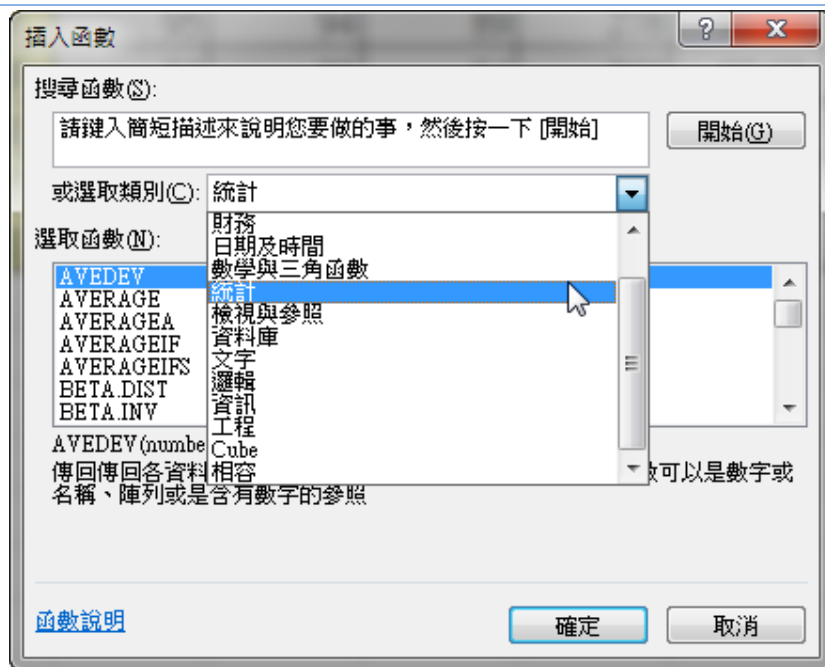 插入函數
搜尋函數(S):
請鍵入簡短描述來說明您要做的事，然後按一下 [開始]
開始(G)
或選取類別(C): 統計
財務
日期及時間
數學與三角函數
統計
檢視與參照
資料庫
文字
邏輯
資訊
工程
Cube
相容
選取函數(N):
AVEDEV
AVERAGE
AVERAGEA
AVERAGEIF
AVERAGEIFS
BETA.DIST
BETA.INV
AVEDEV(numbe
傳回傳回各資料
數可以是數字或
名稱、陣列或是含有數字的參照
函數說明
確定
取消